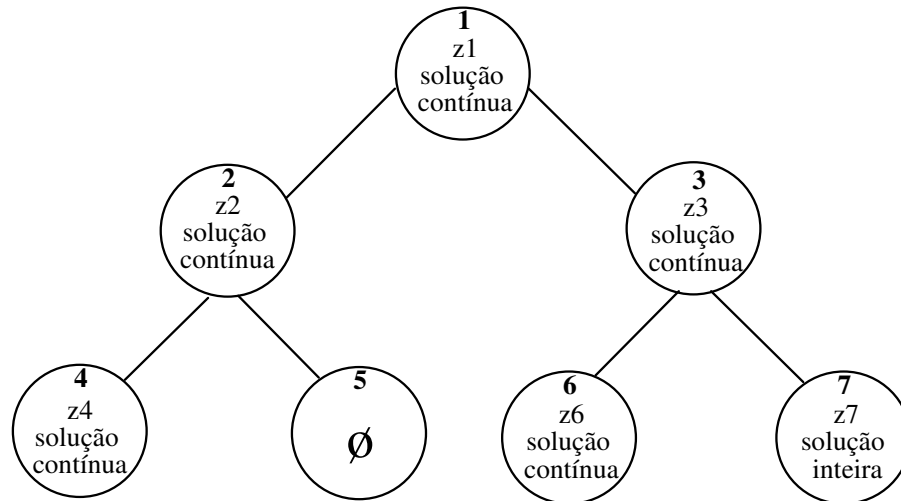 1
z1
solução
contínua
2
z2
solução
contínua
3
z3
solução
contínua
4
z4
solução
contínua
5
ø
6
z6
solução
contínua
7
z7
solução
inteira